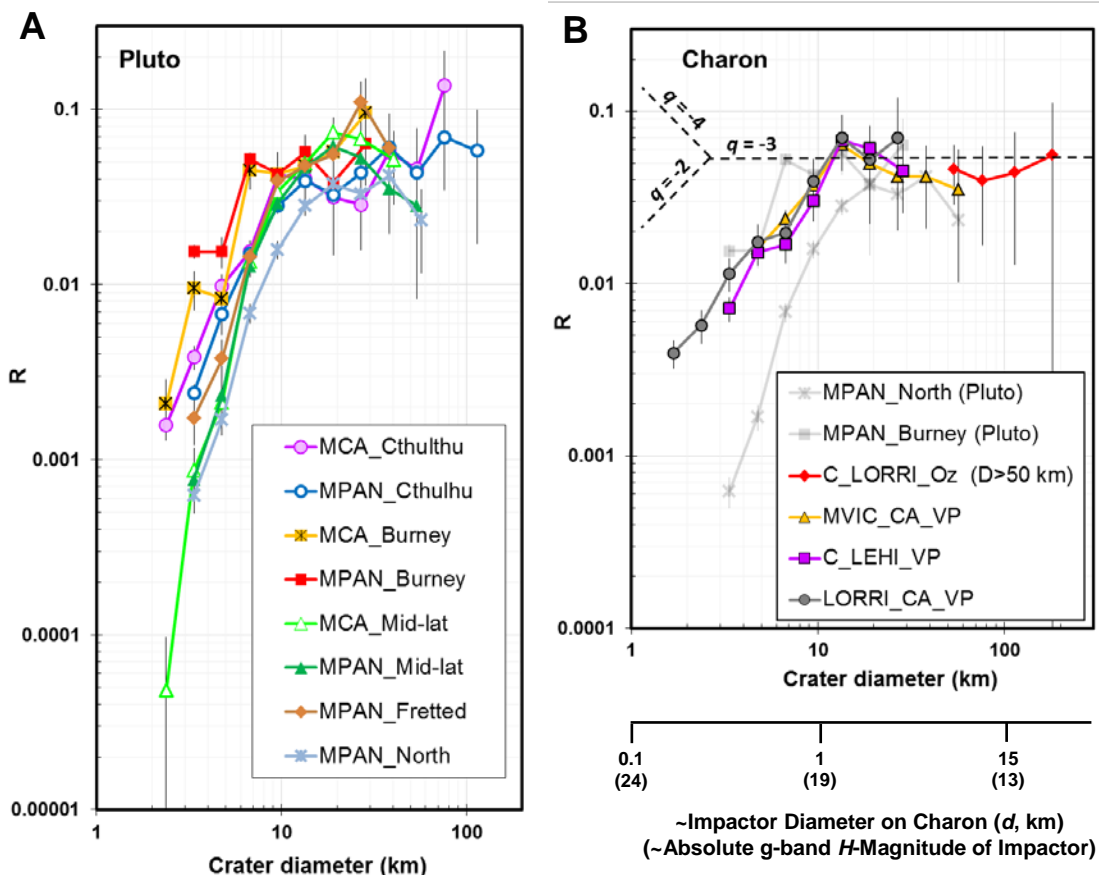 A
Pluto
R
0.1
0.01
0.001
0.0001
0.00001
MCA_Cthulthu
MPAN_Cthulhu
MCA_Burney
MPAN_Burney
MCA_Mid-lat
MPAN_Mid-lat
MPAN_Fretted
MPAN_North
1 10 100
Crater diameter (km)
B
Charon
q = -4
q = -3
q = -2
R
0.1
0.01
0.001
0.0001
MPAN_North (Pluto)
MPAN_Burney (Pluto)
C_LORRI_Oz (D>50 km)
MVIC_CA_VP
C_LEHI_VP
LORRI_CA_VP
1 10 100
Crater diameter (km)
0.1 1 15
(24) (19) (13)
~Impactor Diameter on Charon (d, km)
(~Absolute g-band H-Magnitude of Impactor)